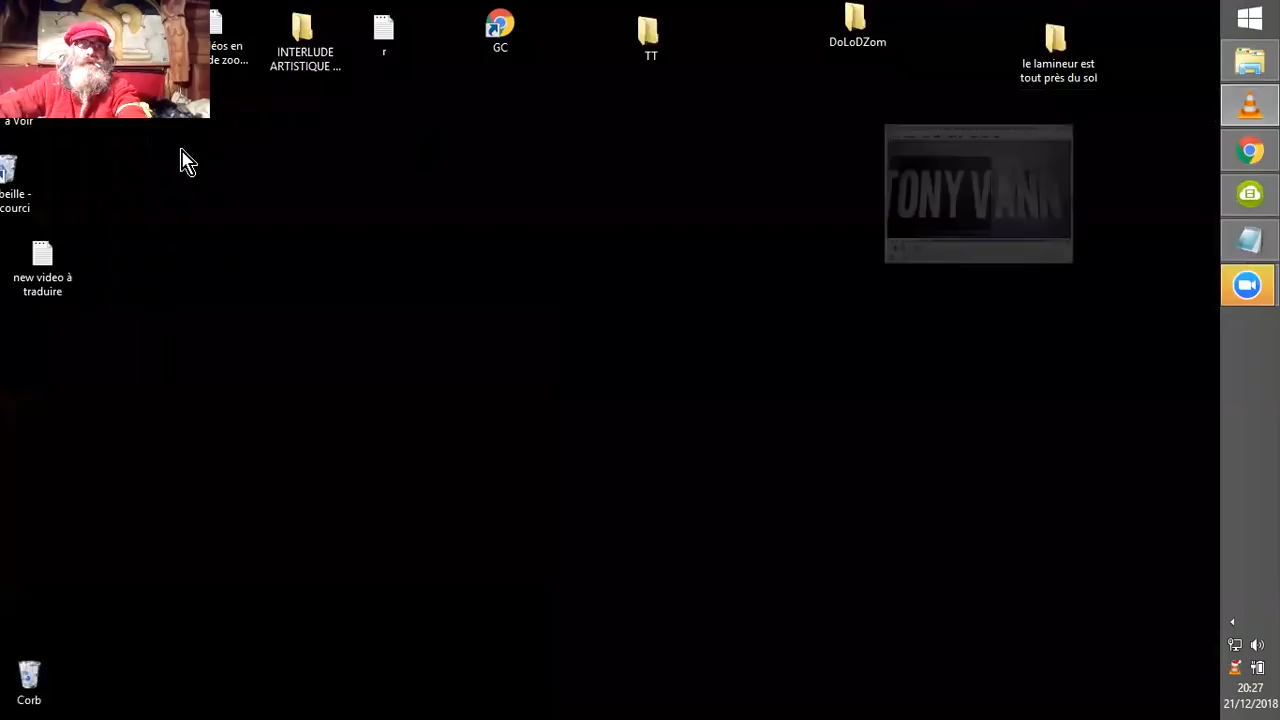 éos en
de zoo...
INTERLUDE
ARTISTIQUE ...
r
GC
TT
DoLoDZom
le lamineur est
tout près du sol
à Voir
beille -
courci
new video à
traduire
TONY VANN
Corb
20:27
21/12/2018